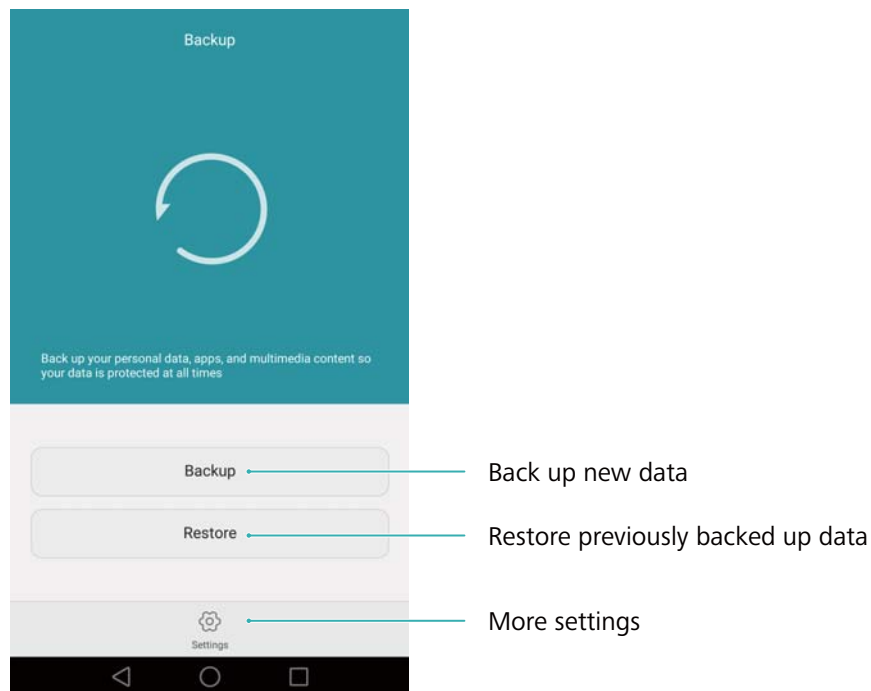 Backup
Back up your personal data, apps, and multimedia content so
your data is protected at all times
Backup
Back up new data
Restore
Restore previously backed up data
More settings
Settings